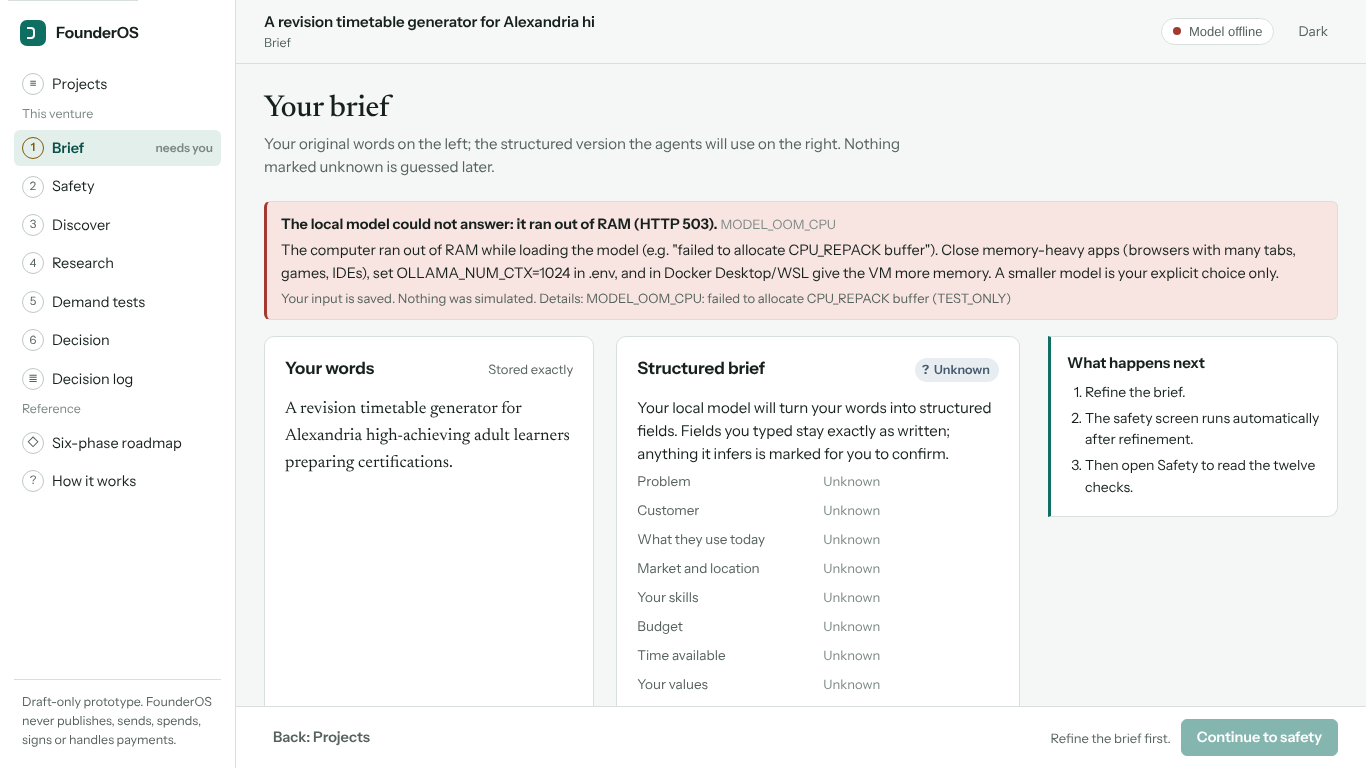 FounderOS
Projects
This venture
1 Brief needs you
2 Safety
3 Discover
4 Research
5 Demand tests
6 Decision
Decision log
Reference
Six-phase roadmap
? How it works
Draft-only prototype. FounderOS
never publishes, sends, spends,
signs or handles payments.
A revision timetable generator for Alexandria hi
Brief
Model offline
Dark
Your brief
Your original words on the left; the structured version the agents will use on the right. Nothing
marked unknown is guessed later.
The local model could not answer: it ran out of RAM (HTTP 503). MODEL_OOM_CPU
The computer ran out of RAM while loading the model (e.g. "failed to allocate CPU_REPACK buffer"). Close memory-heavy apps (browsers with many tabs,
games, IDEs), set OLLAMA_NUM_CTX=1024 in .env, and in Docker Desktop/WSL give the VM more memory. A smaller model is your explicit choice only.
Your input is saved. Nothing was simulated. Details: MODEL_OOM_CPU: failed to allocate CPU_REPACK buffer (TEST_ONLY)
Your words Stored exactly
A revision timetable generator for
Alexandria high-achieving adult learners
preparing certifications.
Structured brief ? Unknown
Your local model will turn your words into structured
fields. Fields you typed stay exactly as written;
anything it infers is marked for you to confirm.
Problem Unknown
Customer Unknown
What they use today Unknown
Market and location Unknown
Your skills Unknown
Budget Unknown
Time available Unknown
Your values Unknown
What happens next
1. Refine the brief.
2. The safety screen runs automatically
after refinement.
3. Then open Safety to read the twelve
checks.
Back: Projects
Refine the brief first.
Continue to safety